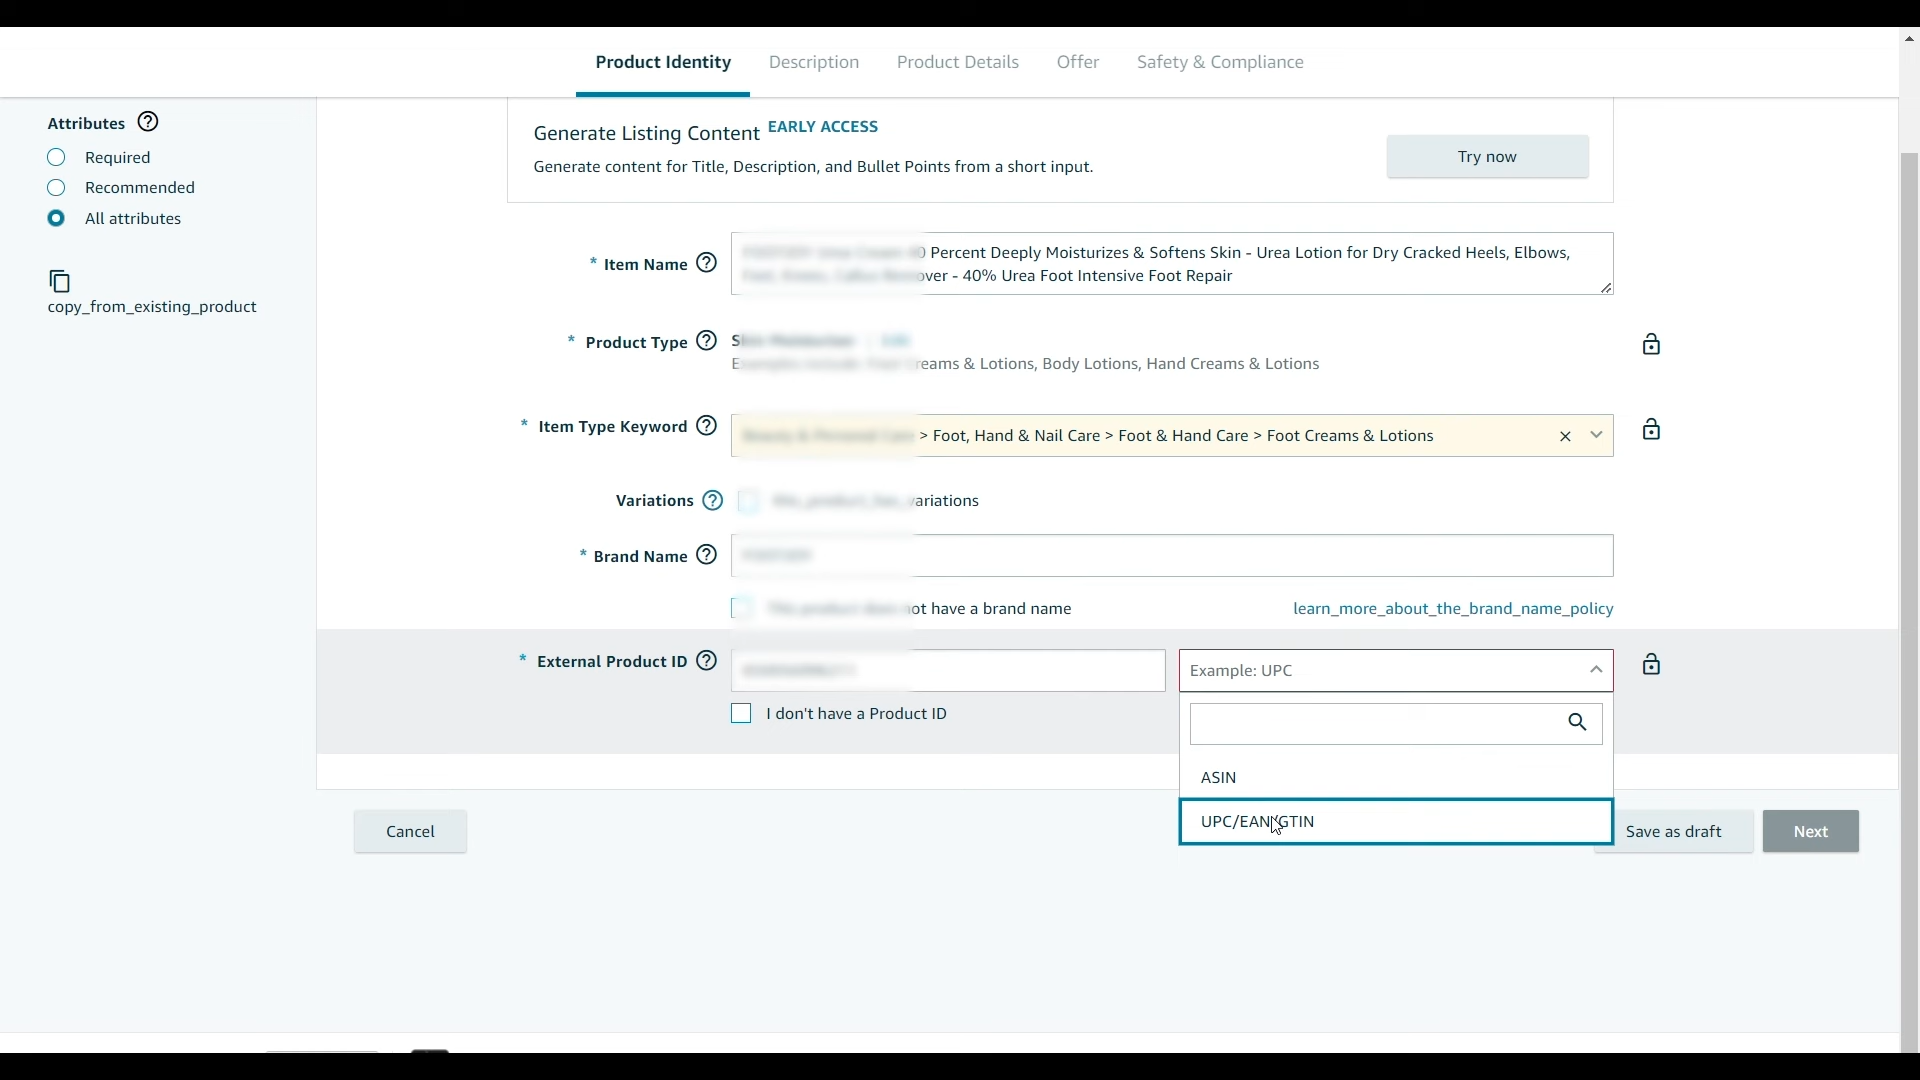 Product Identity Description Product Details Offer Safety & Compliance
Attributes
Required
Recommended
All attributes
copy_from_existing_product
Generate Listing Content EARLY ACCESS
Generate content for Title, Description, and Bullet Points from a short input.
Try now
* Item Name
Percent Deeply Moisturizes & Softens Skin - Urea Lotion for Dry Cracked Heels, Elbows,
- 40% Urea Foot Intensive Foot Repair
* Product Type
& Lotions, Body Lotions, Hand Creams & Lotions
* Item Type Keyword
> Foot, Hand & Nail Care > Foot & Hand Care > Foot Creams & Lotions
Variations
* Brand Name
have a brand name
learn_more_about_the_brand_name_policy
* External Product ID
Example: UPC
I don't have a Product ID
ASIN
UPC/EAN/GTIN
Cancel
Save as draft
Next